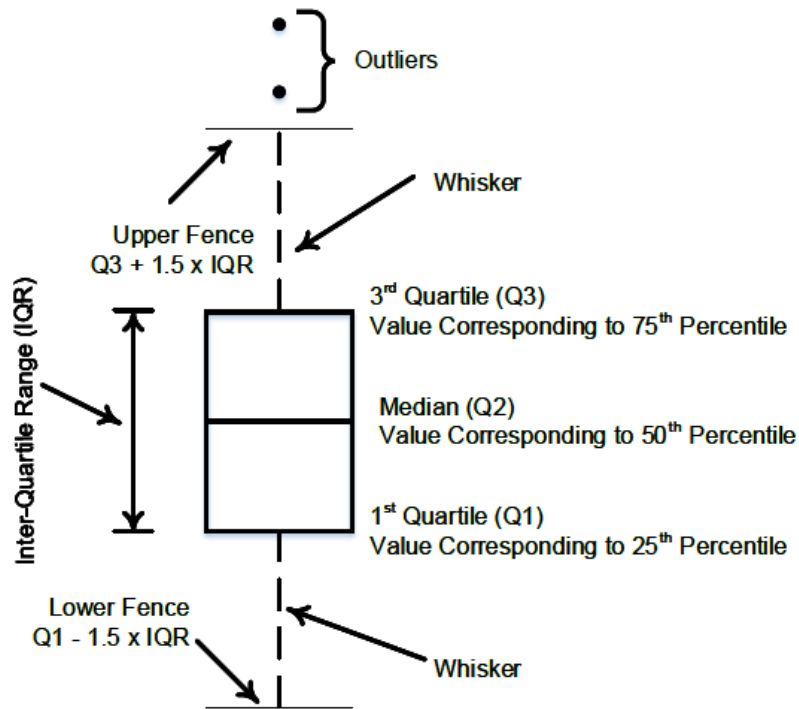 Outliers
Whisker
Upper Fence
Q3 + 1.5 x IQR
Inter-Quartile Range (IQR)
3rd Quartile (Q3)
Value Corresponding to 75th Percentile
Median (Q2)
Value Corresponding to 50th Percentile
1st Quartile (Q1)
Value Corresponding to 25th Percentile
Lower Fence
Q1 - 1.5 x IQR
Whisker